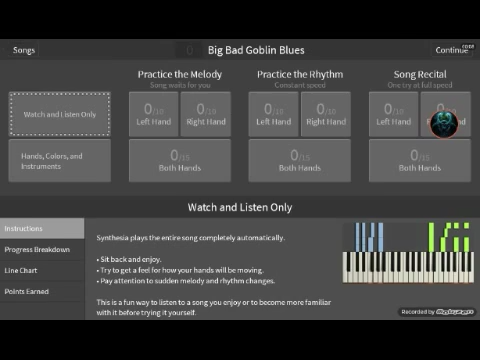 Songs
0
Big Bad Goblin Blues
Continue
Practice the Melody
Song waits for you
Practice the Rhythm
Constant speed
Song Recital
One try at full speed
Watch and Listen Only
0/10
Left Hand
0/10
Right Hand
0/10
Left Hand
0/10
Right Hand
0/10
Left Hand
Right Hand
Hands, Colors, and
Instruments
0/15
Both Hands
0/15
Both Hands
0/15
Both Hands
Watch and Listen Only
Instructions
Progress Breakdown
Line Chart
Points Earned
Synthesia plays the entire song completely automatically.
• Sit back and enjoy.
• Try to get a feel for how your hands will be moving.
• Pay attention to sudden melody and rhythm changes.
This is a fun way to listen to a song you enjoy or to become more familiar
with it before trying it yourself.
Recorded by